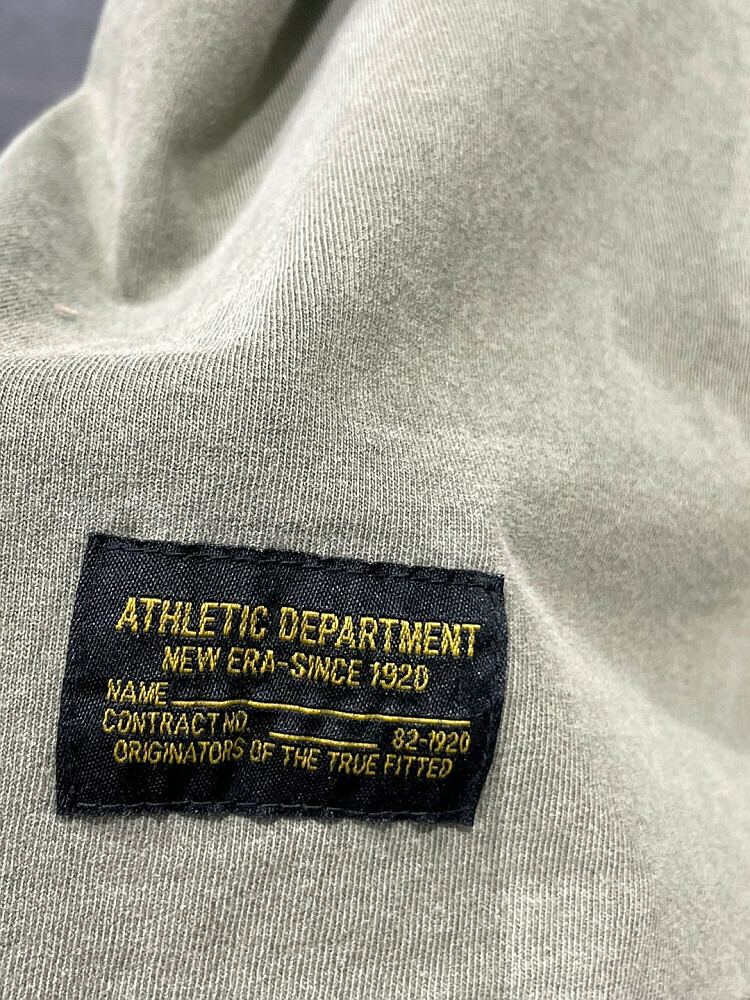 ATHLETIC DEPARTMENT
NEW ERA-SINCE 1920
NAME
CONTRACT NO. 82-1920
ORIGINATORS OF THE TRUE FITTED